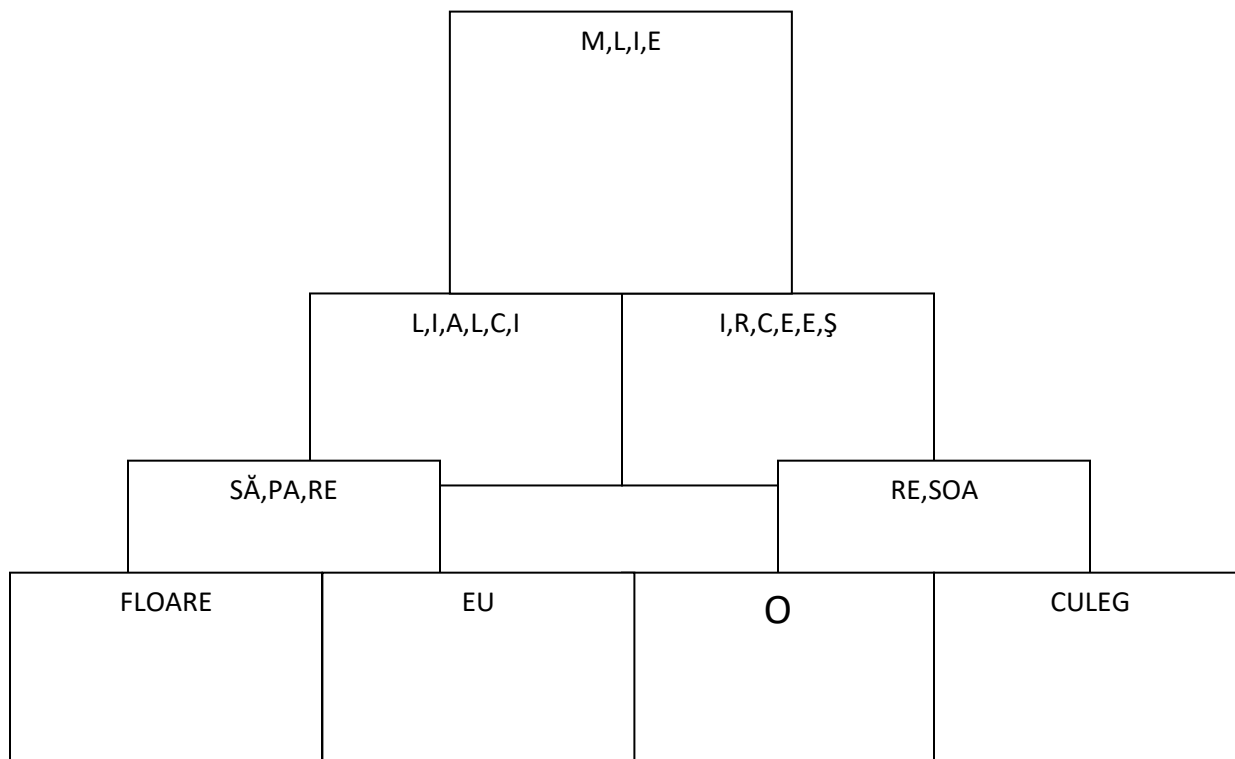 M,L,I,E
L,I,A,L,C,I
I,R,C,E,E,Ş
SĂ,PA,RE
RE,SOA
FLOARE
EU
O
CULEG